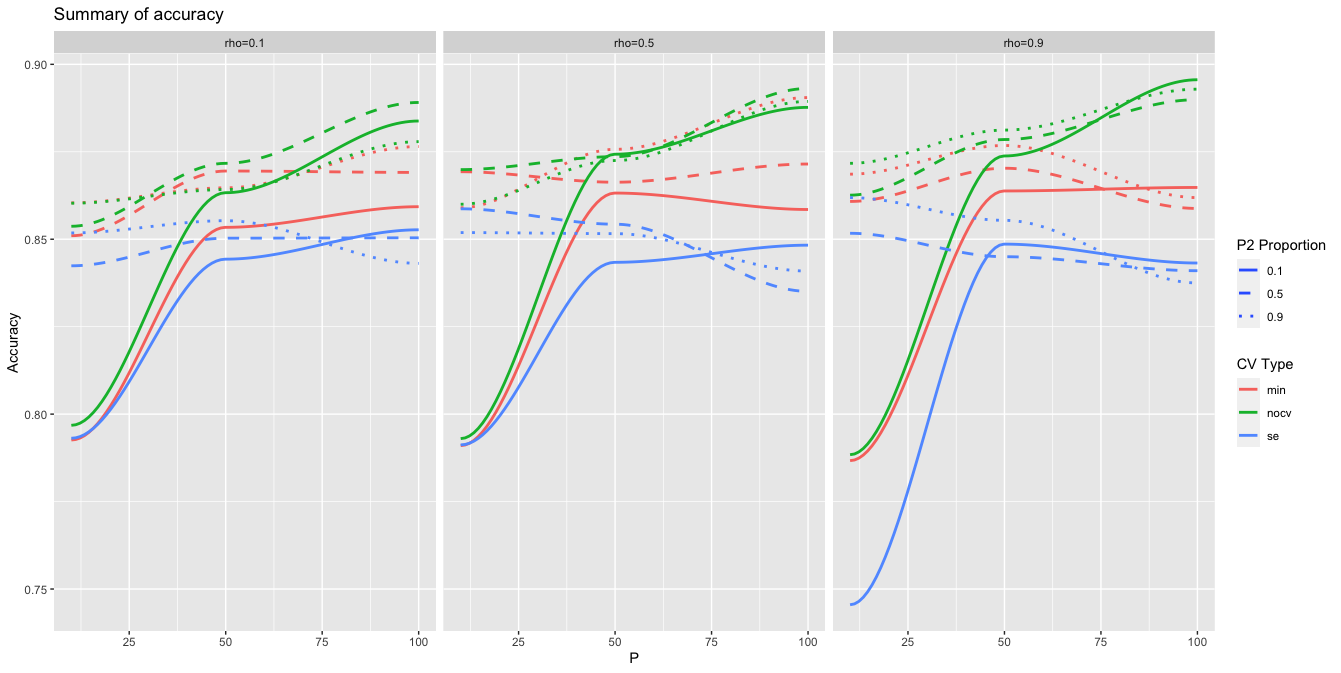 Summary of accuracy
rho=0.1
rho=0.5
rho=0.9
0.90
0.85
0.80
0.75
Accuracy
25
50
75
100
25
50
75
100
25
50
75
100
P
P2 Proportion
0.1
0.5
0.9
CV Type
min
nocv
se